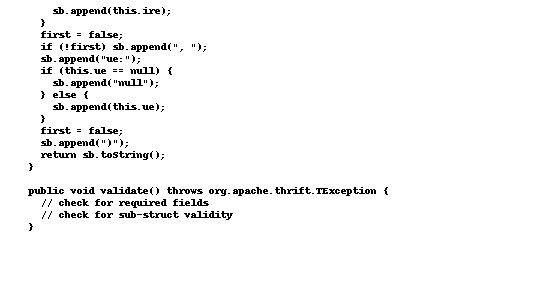 sb.append(this.ire);
}
first = false;
if (!first) sb.append(", ");
sb.append("ue:");
if (this.ue == null) {
sb.append("null");
} else {
sb.append(this.ue);
}
first = false;
sb.append(")");
return sb.toString();
}
public void validate() throws org.apache.thrift.TException {
// check for required fields
// check for sub-struct validity
}